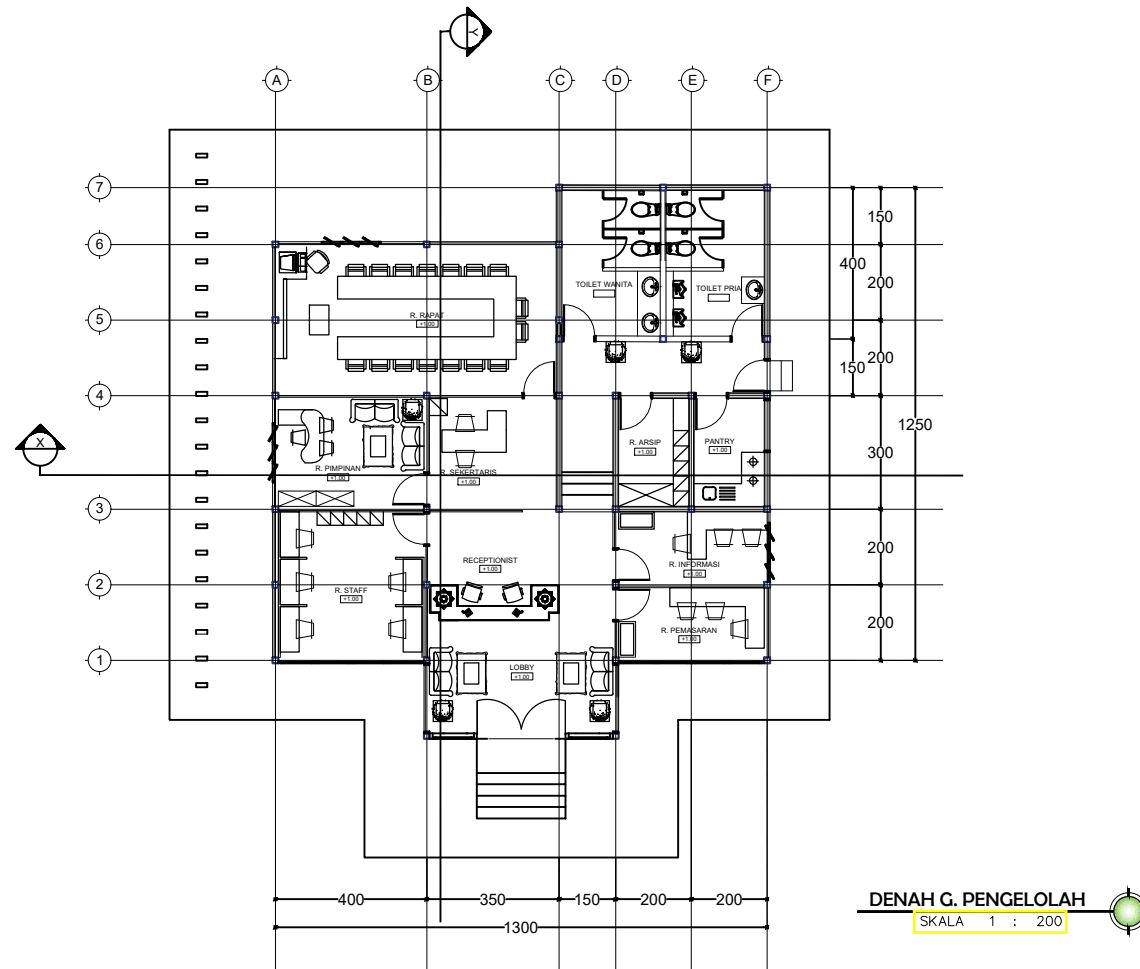 Y
A B C D E F
7
150
6
400
200
TOILET WANITA TOILET PRIA
5
R. RAPAT
+1.00
200
150
4
1250
X
R. ARSIP
+1.00
PANTRY
+1.00
300
R. PIMPINAN
+1.00
R. SEKERTARIS
+1.00
3
200
RECEPTIONIST
+1.00
R. INFORMASI
+1.00
2
R. STAFF
+1.00
200
R. PEMASARAN
+1.00
1
LOBBY
+1.00
400 350 150 200 200
1300
DENAH G. PENGELOLAH
SKALA 1 : 200